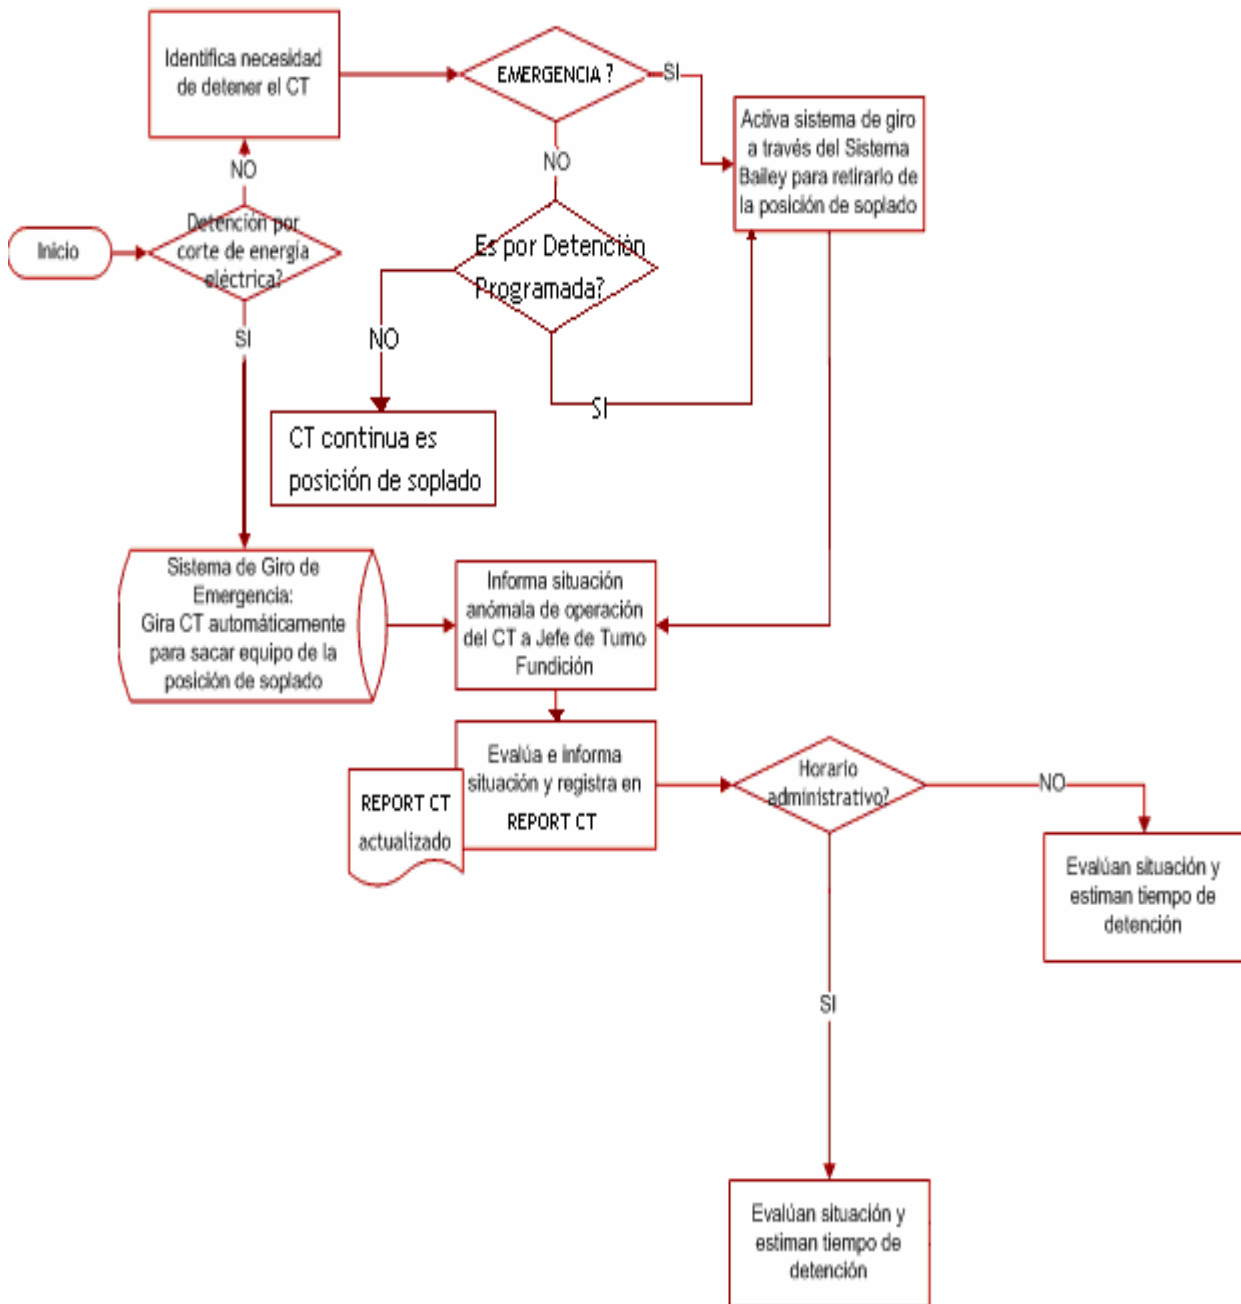 Identifica necesidad
de detener el CT
EMERGENCIA ?
SI
Activa sistema de giro
a través del Sistema
Bailey para retirarlo de
la posición de soplado
NO
NO
Inicio
Detención por
corte de energía
eléctrica?
Es por Detención
Programada?
SI
NO
SI
CT continua es
posición de soplado
Sistema de Giro de
Emergencia:
Gira CT automáticamente
para sacar equipo de la
posición de soplado
Informa situación
anómala de operación
del CT a Jefe de Turno
Fundición
Evalúa e informa
situación y registra en
REPORT CT
REPORT CT
actualizado
Horario
administrativo?
NO
Evalúan situación y
estiman tiempo de
detención
SI
Evalúan situación y
estiman tiempo de
detención